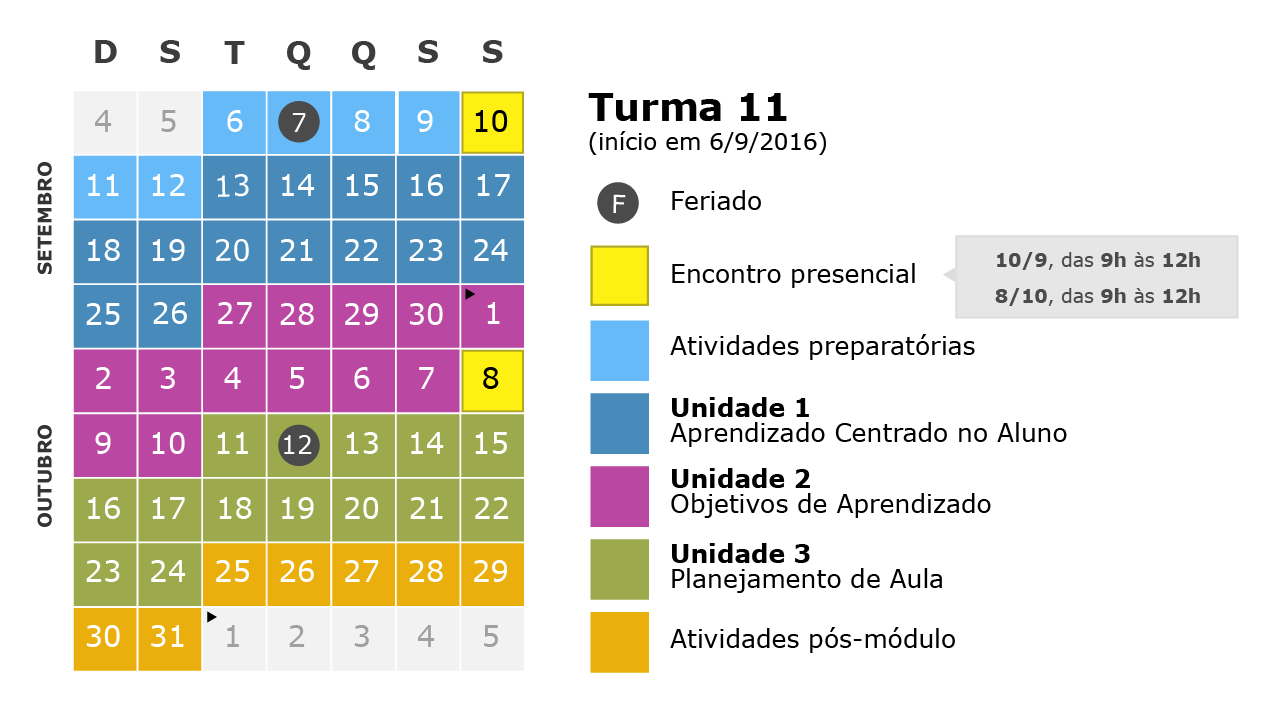 D S T Q Q S S
SETEMBRO
4 5 6 7 8 9 10
11 12 13 14 15 16 17
18 19 20 21 22 23 24
25 26 27 28 29 30 1
OUTUBRO
2 3 4 5 6 7 8
9 10 11 12 13 14 15
16 17 18 19 20 21 22
23 24 25 26 27 28 29
30 31 1 2 3 4 5
Turma 11
(início em 6/9/2016)
F Feriado
Encontro presencial
10/9, das 9h às 12h
8/10, das 9h às 12h
Atividades preparatórias
Unidade 1
Aprendizado Centrado no Aluno
Unidade 2
Objetivos de Aprendizado
Unidade 3
Planejamento de Aula
Atividades pós-módulo